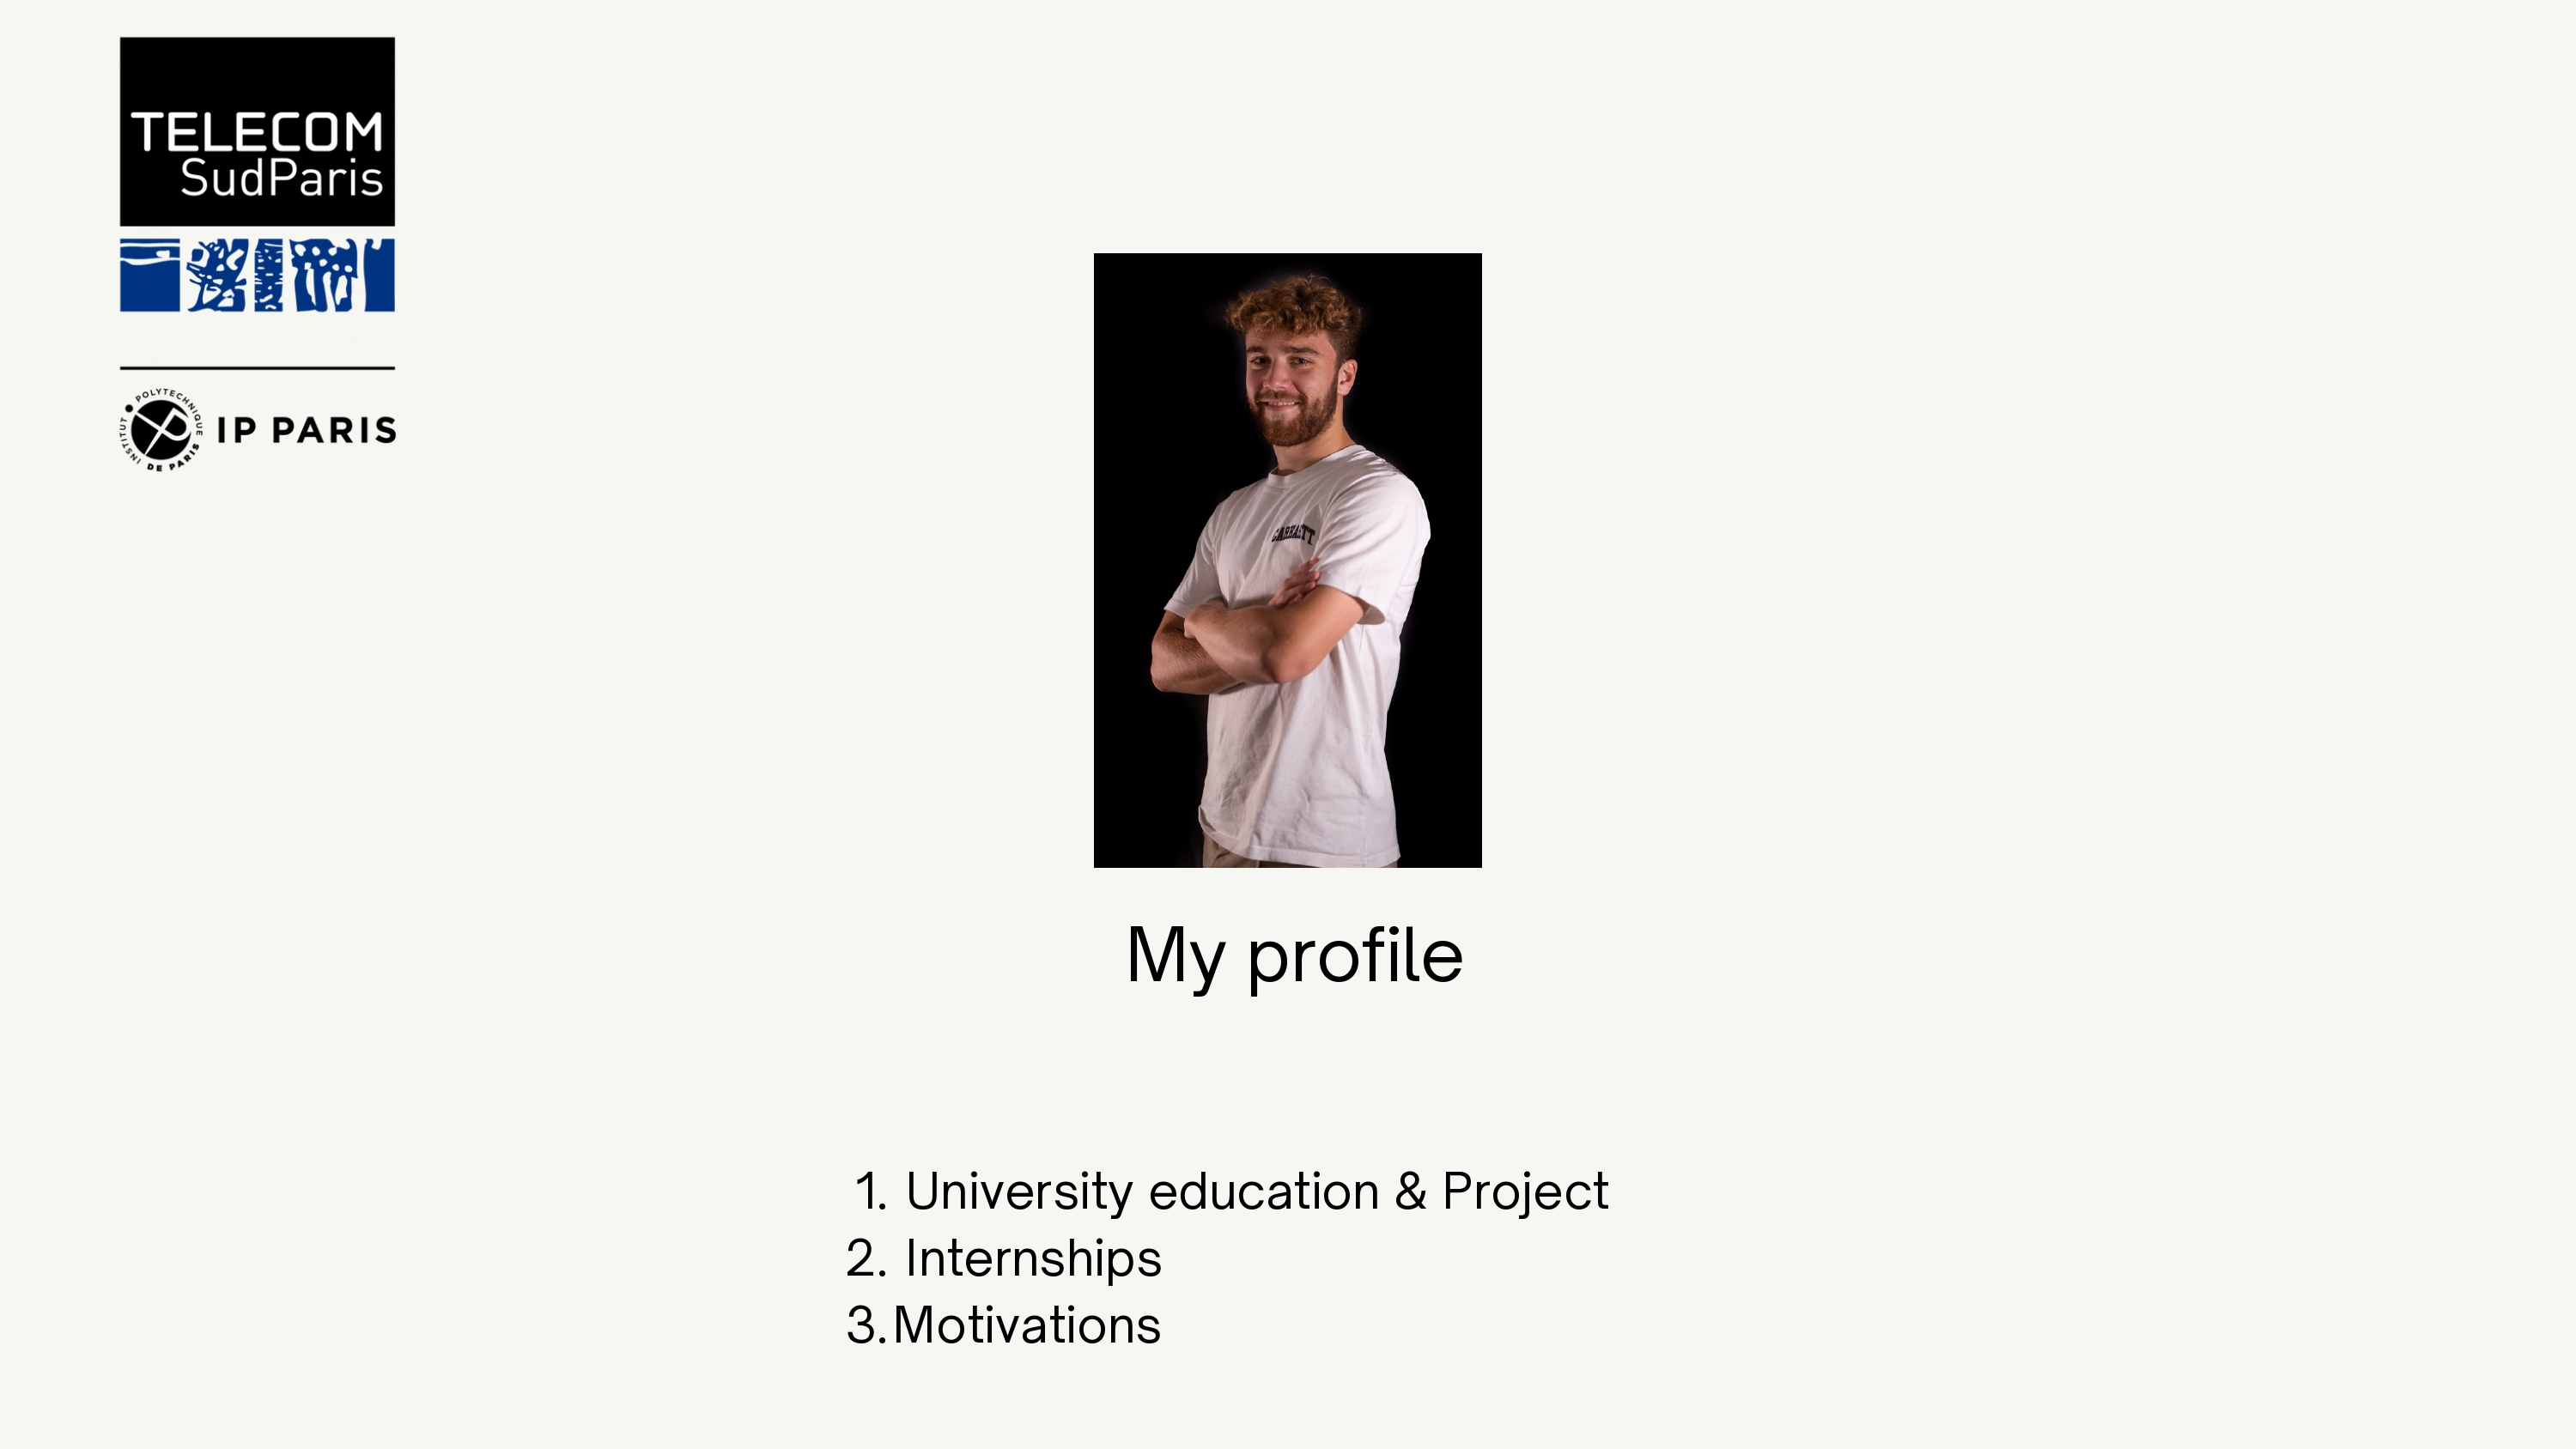 TELECOM
SudParis
INSTITUT POLYTECHNIQUE DE PARIS
IP PARIS
CARHARTT
My profile
1. University education & Project
2. Internships
3. Motivations